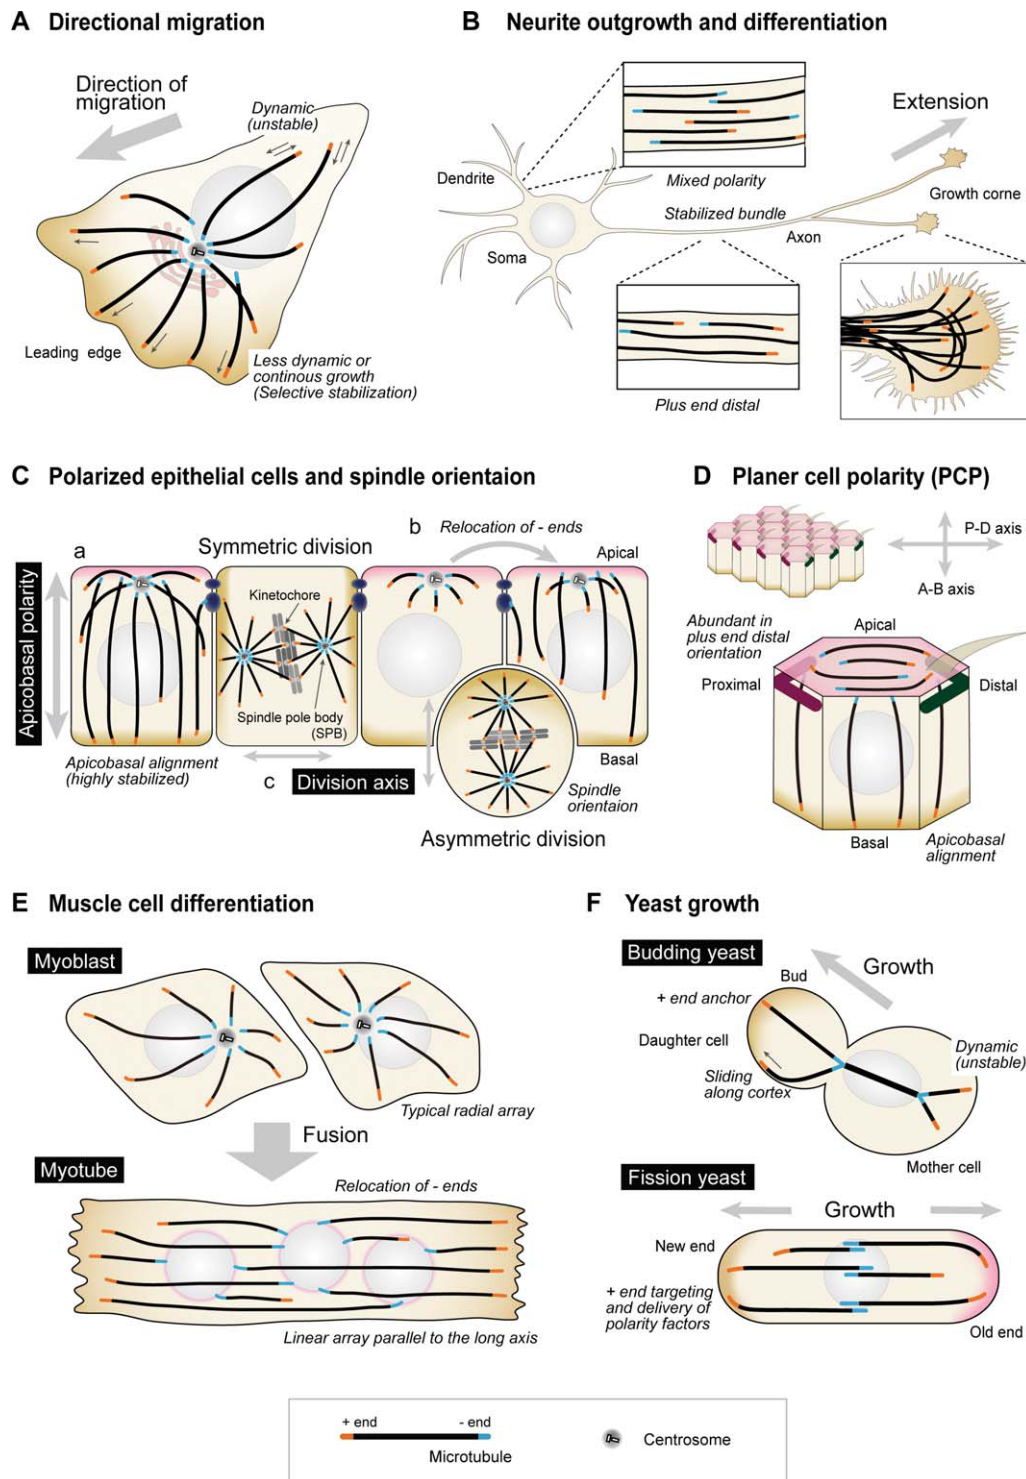 A Directional migration
Direction of
migration
Dynamic
(unstable)
Leading edge
Less dynamic or
continous growth
(Selective stabilization)
B Neurite outgrowth and differentiation
Extension
Dendrite
Mixed polarity
Growth corne
Stabilized bundle
Axon
Soma
Plus end distal
C Polarized epithelial cells and spindle orientaion
a
Symmetric division
b
Relocation of - ends
Apical
Kinetochore
Apicobasal polarity
Spindle pole body
(SPB)
Basal
Apicobasal alignment
(highly stabilized)
c
Division axis
Spindle
orientaion
Asymmetric division
D Planer cell polarity (PCP)
P-D axis
A-B axis
Abundant in
plus end distal
orientation
Apical
Proximal
Distal
Basal
Apicobasal
alignment
E Muscle cell differentiation
Myoblast
Typical radial array
Fusion
Myotube
Relocation of - ends
Linear array parallel to the long axis
F Yeast growth
Budding yeast
Bud
Growth
+ end anchor
Daughter cell
Dynamic
(unstable)
Sliding
along cortex
Mother cell
Fission yeast
Growth
New end
+ end targeting
and delivery of
polarity factors
Old end
+ end
- end
Microtubule
Centrosome